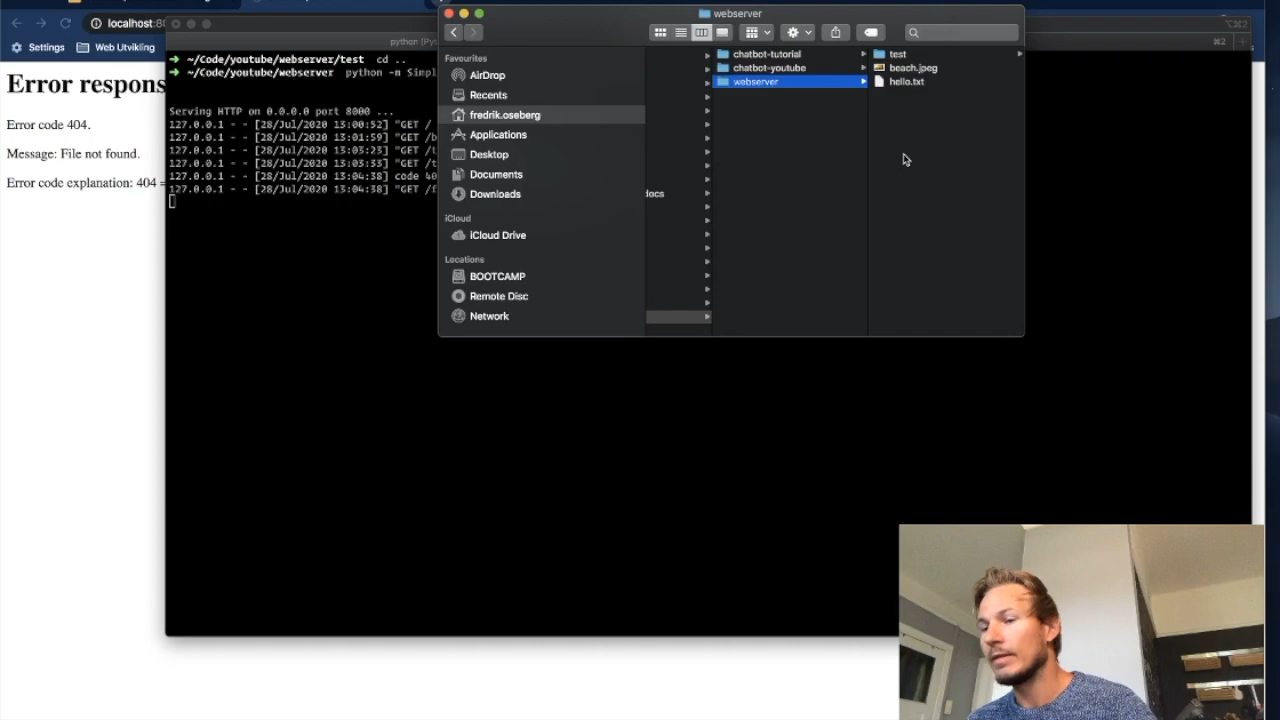 localhost:8
Settings
Web Utvikling
Error respons
Error code 404.
Message: File not found.
Error code explanation: 404 =
python
⌥⌘2
⌘2
→ ~/Code/youtube/webserver/test cd ..
→ ~/Code/youtube/webserver python -m Simpl
Serving HTTP on 0.0.0.0 port 8000 ...
127.0.0.1 - - [28/Jul/2020 13:00:52] "GET /
127.0.0.1 - - [28/Jul/2020 13:01:59] "GET /b
127.0.0.1 - - [28/Jul/2020 13:03:23] "GET /t
127.0.0.1 - - [28/Jul/2020 13:03:33] "GET /t
127.0.0.1 - - [28/Jul/2020 13:04:38] code 40
127.0.0.1 - - [28/Jul/2020 13:04:38] "GET /f
webserver
Favourites
AirDrop
Recents
fredrik.oseberg
Applications
Desktop
Documents
Downloads
iCloud
iCloud Drive
Locations
BOOTCAMP
Remote Disc
Network
docs
chatbot-tutorial
chatbot-youtube
webserver
test
beach.jpeg
hello.txt